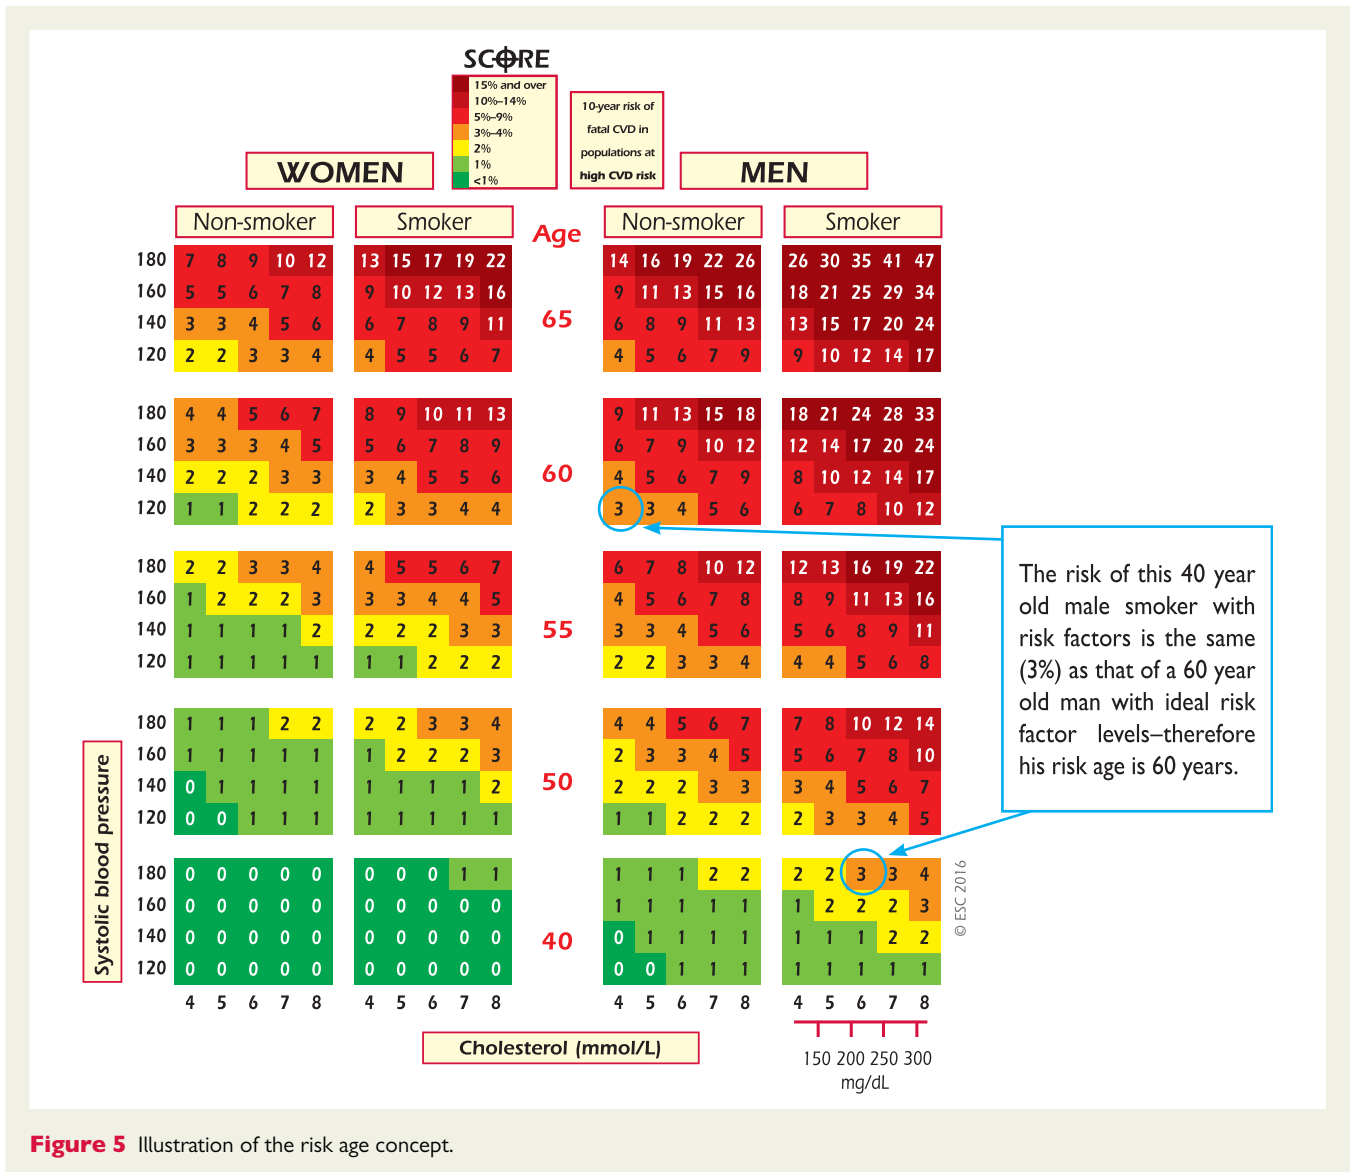 SCORE
15% and over
10%–14%
5%–9%
3%–4%
2%
1%
<1%
10-year risk of
fatal CVD in
populations at
high CVD risk
WOMEN
MEN
Non-smoker
Smoker
Age
Non-smoker
Smoker
180 7 8 9 10 12 13 15 17 19 22 14 16 19 22 26 26 30 35 41 47
160 5 5 6 7 8 9 10 12 13 16 9 11 13 15 16 18 21 25 29 34
65
140 3 3 4 5 6 6 7 8 9 11 6 8 9 11 13 13 15 17 20 24
120 2 2 3 3 4 4 5 5 6 7 4 5 6 7 9 9 10 12 14 17
180 4 4 5 6 7 8 9 10 11 13 9 11 13 15 18 18 21 24 28 33
160 3 3 3 4 5 5 6 7 8 9 6 7 9 10 12 12 14 17 20 24
60
140 2 2 2 3 3 3 4 5 5 6 4 5 6 7 9 8 10 12 14 17
120 1 1 2 2 2 2 3 3 4 4 3 3 4 5 6 6 7 8 10 12
180 2 2 3 3 4 4 5 5 6 7 6 7 8 10 12 12 13 16 19 22
160 1 2 2 2 3 3 3 4 4 5 4 5 6 7 8 8 9 11 13 16
55
140 1 1 1 1 2 2 2 2 3 3 3 3 4 5 6 5 6 8 9 11
120 1 1 1 1 1 1 1 2 2 2 2 2 3 3 4 4 4 5 6 8
180 1 1 1 2 2 2 2 3 3 4 4 4 5 6 7 7 8 10 12 14
160 1 1 1 1 1 1 2 2 2 3 2 3 3 4 5 5 6 7 8 10
50
140 0 1 1 1 1 1 1 1 1 2 2 2 2 3 3 3 4 5 6 7
120 0 0 1 1 1 1 1 1 1 1 1 1 2 2 2 2 3 3 4 5
180 0 0 0 0 0 0 0 0 1 1 1 1 1 2 2 2 2 3 3 4
160 0 0 0 0 0 0 0 0 0 0 1 1 1 1 1 1 2 2 2 3
40
140 0 0 0 0 0 0 0 0 0 0 0 1 1 1 1 1 1 1 2 2
120 0 0 0 0 0 0 0 0 0 0 0 0 1 1 1 1 1 1 1 1
4 5 6 7 8 4 5 6 7 8 4 5 6 7 8 4 5 6 7 8
Systolic blood pressure
Cholesterol (mmol/L)
150 200 250 300
mg/dL
© ESC 2016
The risk of this 40 year
old male smoker with
risk factors is the same
(3%) as that of a 60 year
old man with ideal risk
factor levels–therefore
his risk age is 60 years.
Figure 5 Illustration of the risk age concept.